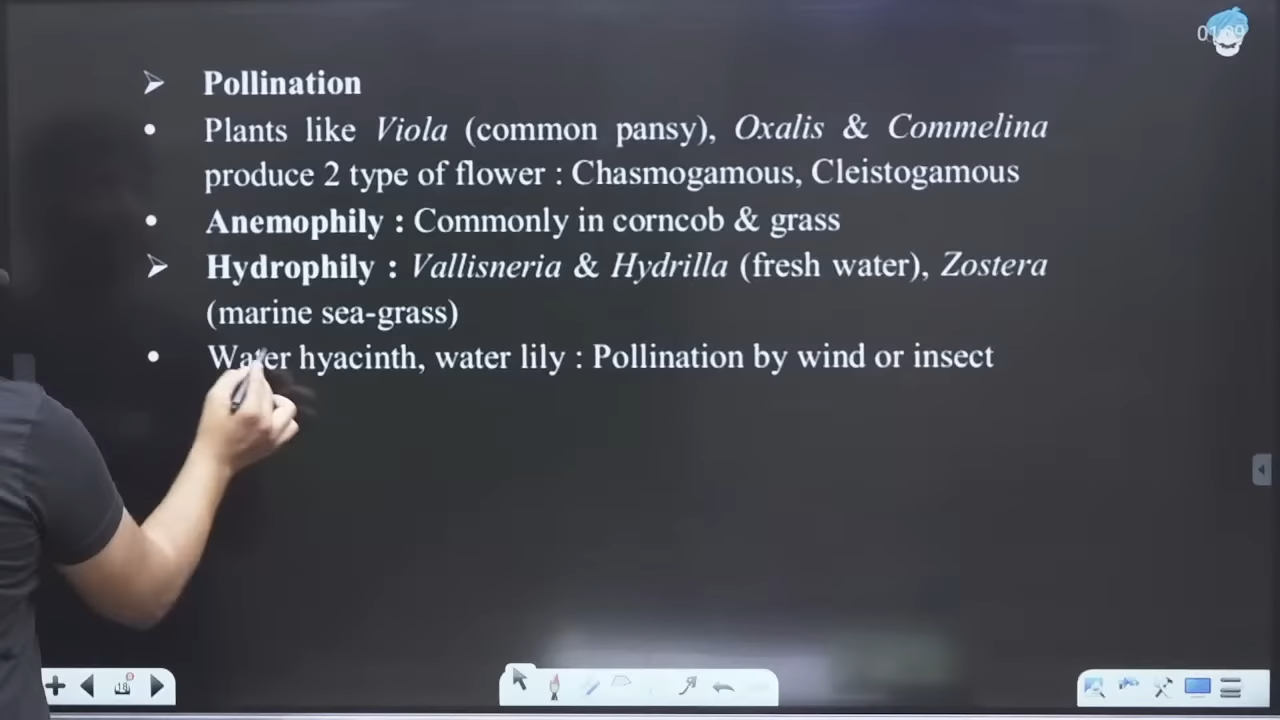 ➢ Pollination
• Plants like Viola (common pansy), Oxalis & Commelina
produce 2 type of flower : Chasmogamous, Cleistogamous
• Anemophily : Commonly in corncob & grass
➢ Hydrophily : Vallisneria & Hydrilla (fresh water), Zostera
(marine sea-grass)
• Water hyacinth, water lily : Pollination by wind or insect